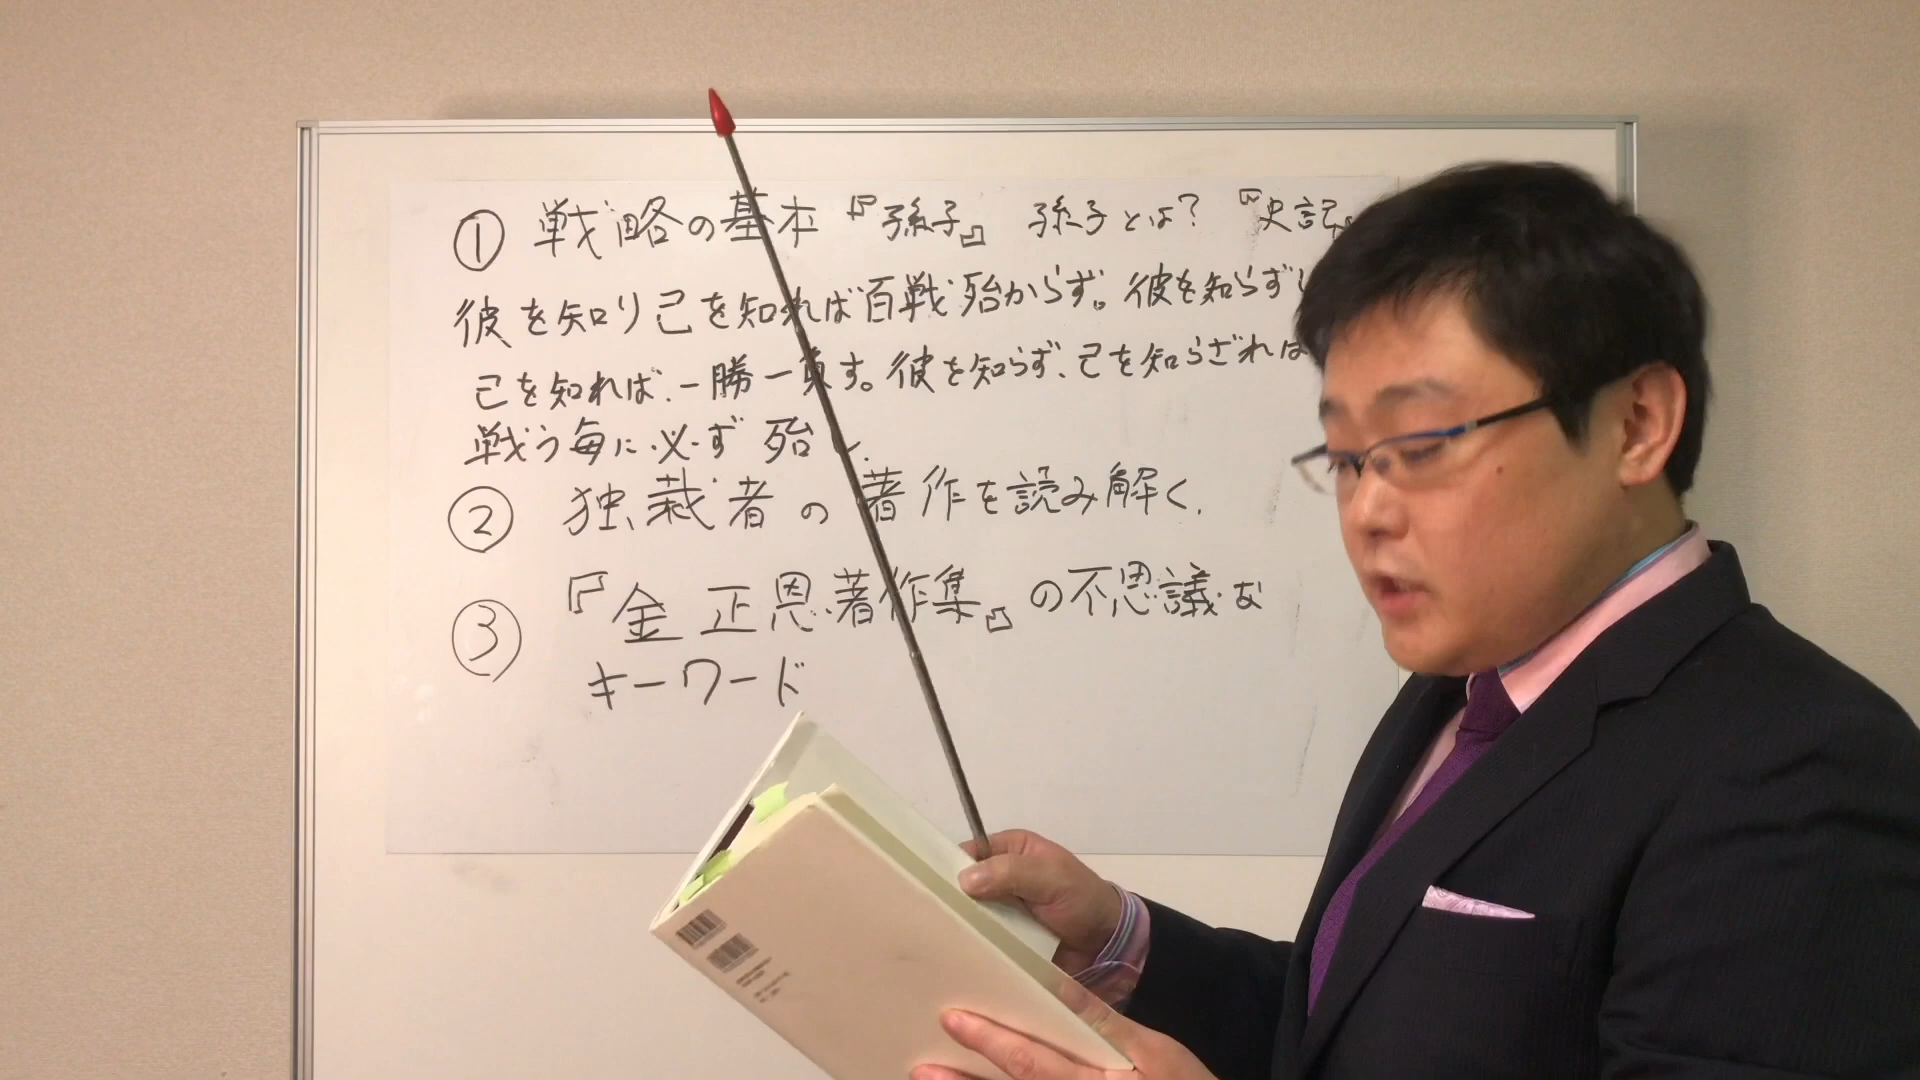 ① 戦略の基本 『孫子』 孫子とは? 『史記』
彼を知り己を知れば百戦殆からず。彼を知らず
己を知れば、一勝一負す。彼を知らず、己を知らざれば
戦う毎に必ず殆し。
② 独裁者の著作を読み解く。
③ 『金正恩著作集』の不思議な
キーワード